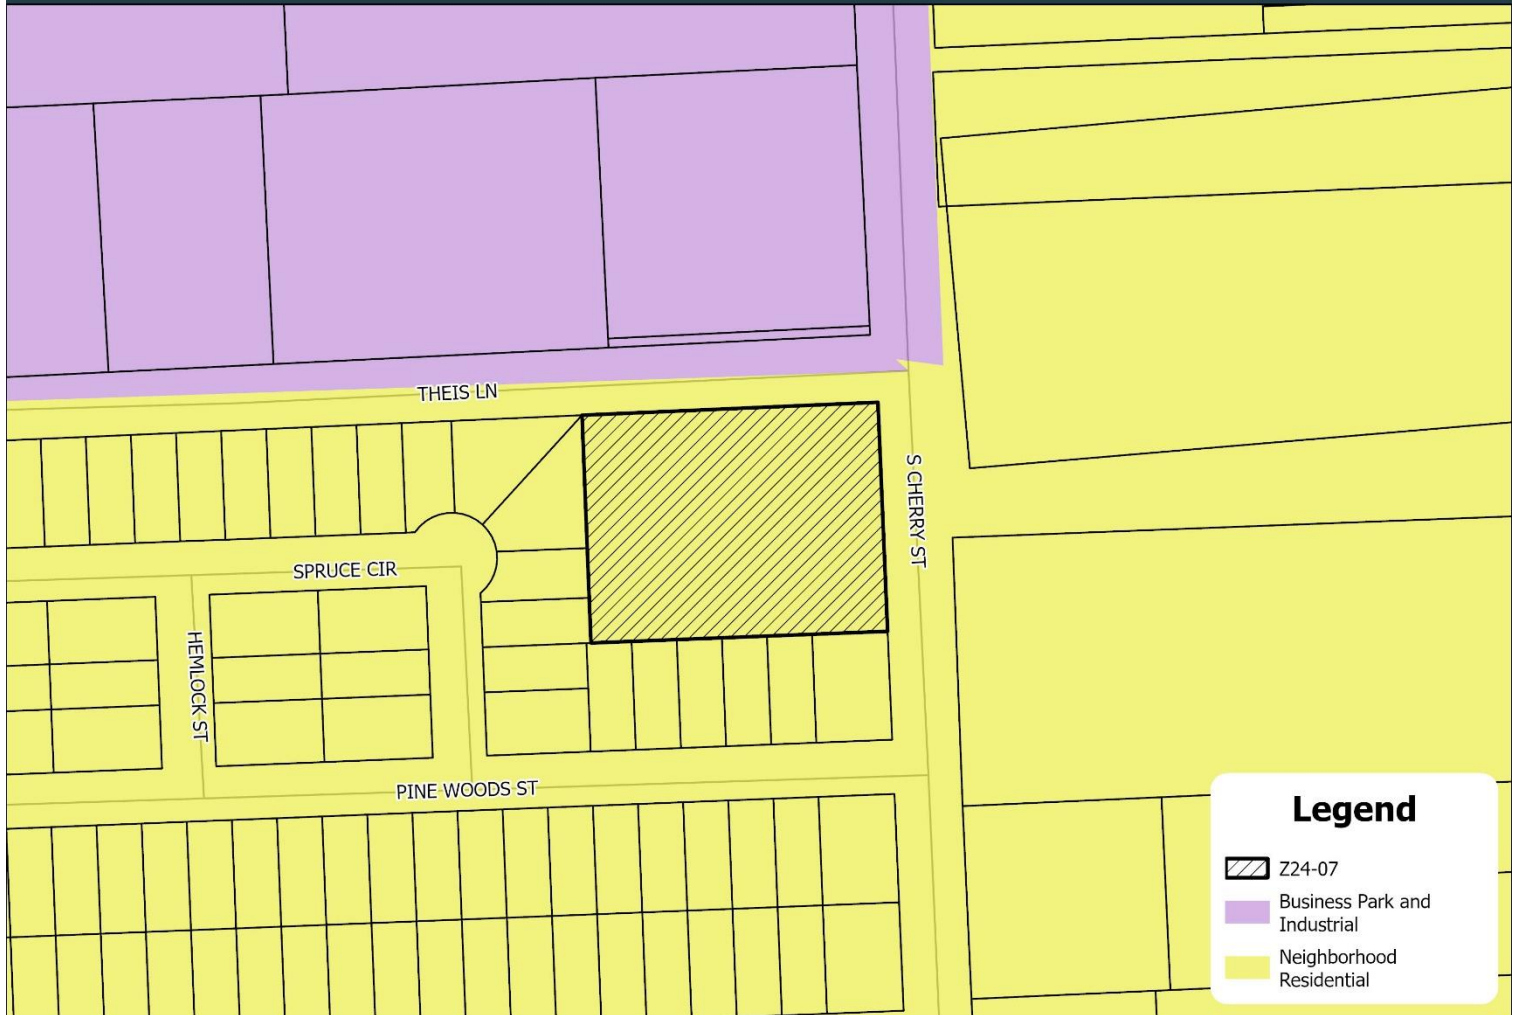 THEIS LN
S CHERRY ST
SPRUCE CIR
HEMLOCK ST
PINE WOODS ST
Legend
Z24-07
Business Park and
Industrial
Neighborhood
Residential